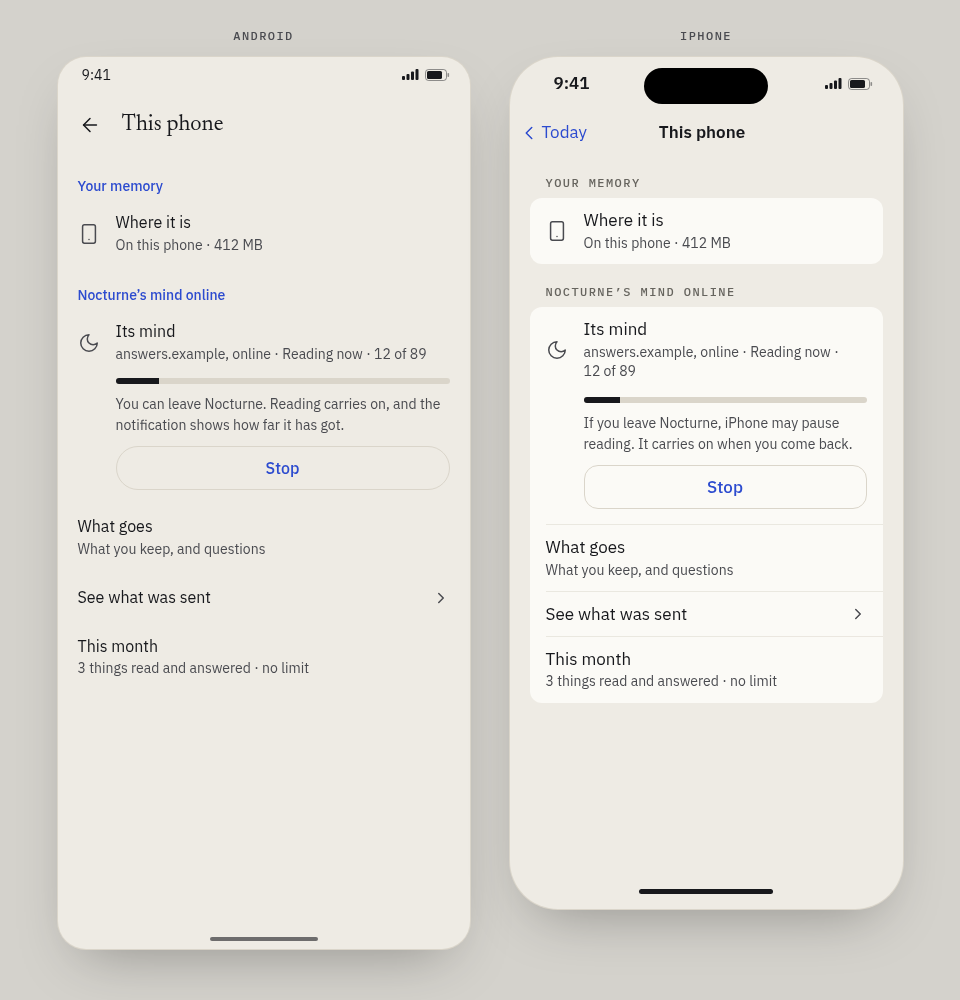 ANDROID
9:41
This phone
Your memory
Where it is
On this phone · 412 MB
Nocturne’s mind online
Its mind
answers.example, online · Reading now · 12 of 89
You can leave Nocturne. Reading carries on, and the
notification shows how far it has got.
Stop
What goes
What you keep, and questions
See what was sent
This month
3 things read and answered · no limit
IPHONE
9:41
Today
This phone
YOUR MEMORY
Where it is
On this phone · 412 MB
NOCTURNE’S MIND ONLINE
Its mind
answers.example, online · Reading now ·
12 of 89
If you leave Nocturne, iPhone may pause
reading. It carries on when you come back.
Stop
What goes
What you keep, and questions
See what was sent
This month
3 things read and answered · no limit